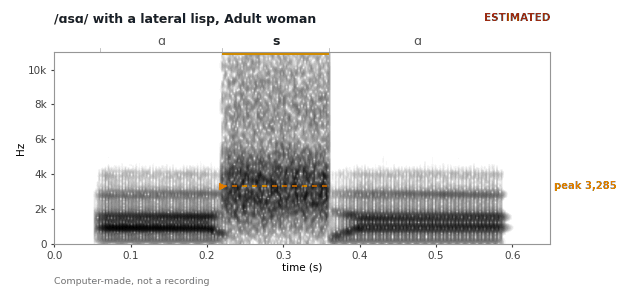 /ɑsɑ/ with a lateral lisp, Adult woman
ESTIMATED
ɑ s ɑ
10k
8k
6k
4k
2k
0
Hz
peak 3,285
0.0 0.1 0.2 0.3 0.4 0.5 0.6
time (s)
Computer-made, not a recording